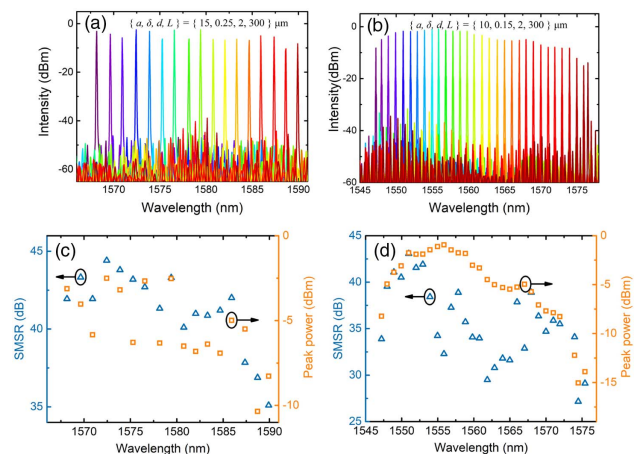 (a)
{ a, δ, d, L} = {15, 0.25, 2, 300} μm
0
-20
-40
-60
Intensity (dBm)
1570
1575
1580
1585
1590
Wavelength (nm)
(b)
{ a, δ, d, L} = {10, 0.15, 2, 300} μm
0
-20
-40
-60
Intensity (dBm)
1545
1550
1555
1560
1565
1570
1575
Wavelength (nm)
(c)
45
40
35
SMSR (dB)
0
-5
-10
Peak power (dBm)
1570
1575
1580
1585
1590
Wavelength (nm)
(d)
45
40
35
30
25
SMSR (dB)
0
-5
-10
-15
Peak power (dBm)
1545
1550
1555
1560
1565
1570
1575
Wavelength (nm)